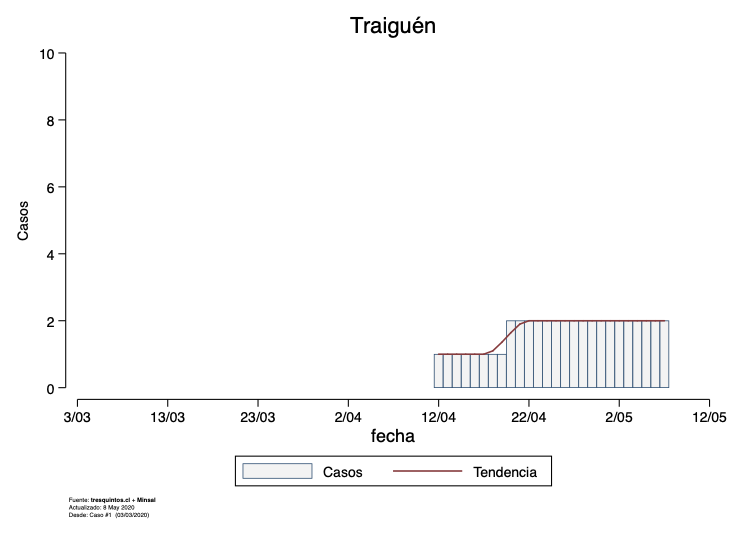 Traiguén
10
8
6
4
2
0
Casos
3/03 13/03 23/03 2/04 12/04 22/04 2/05 12/05
fecha
Casos Tendencia
Fuente: tresquintos.cl + Minsal
Actualizado: 8 May 2020
Desde: Caso #1 (03/03/2020)